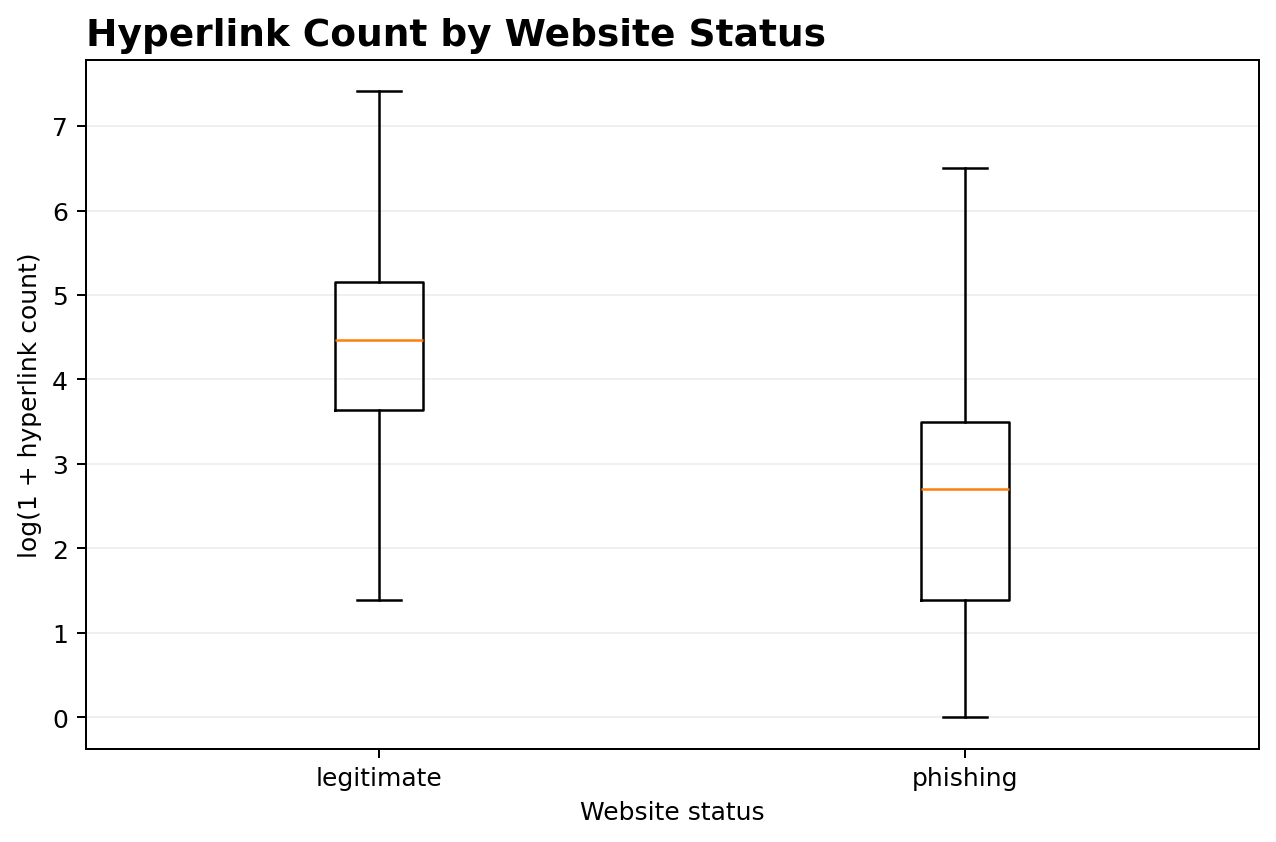 Hyperlink Count by Website Status
log(1 + hyperlink count)
7
6
5
4
3
2
1
0
legitimate
phishing
Website status